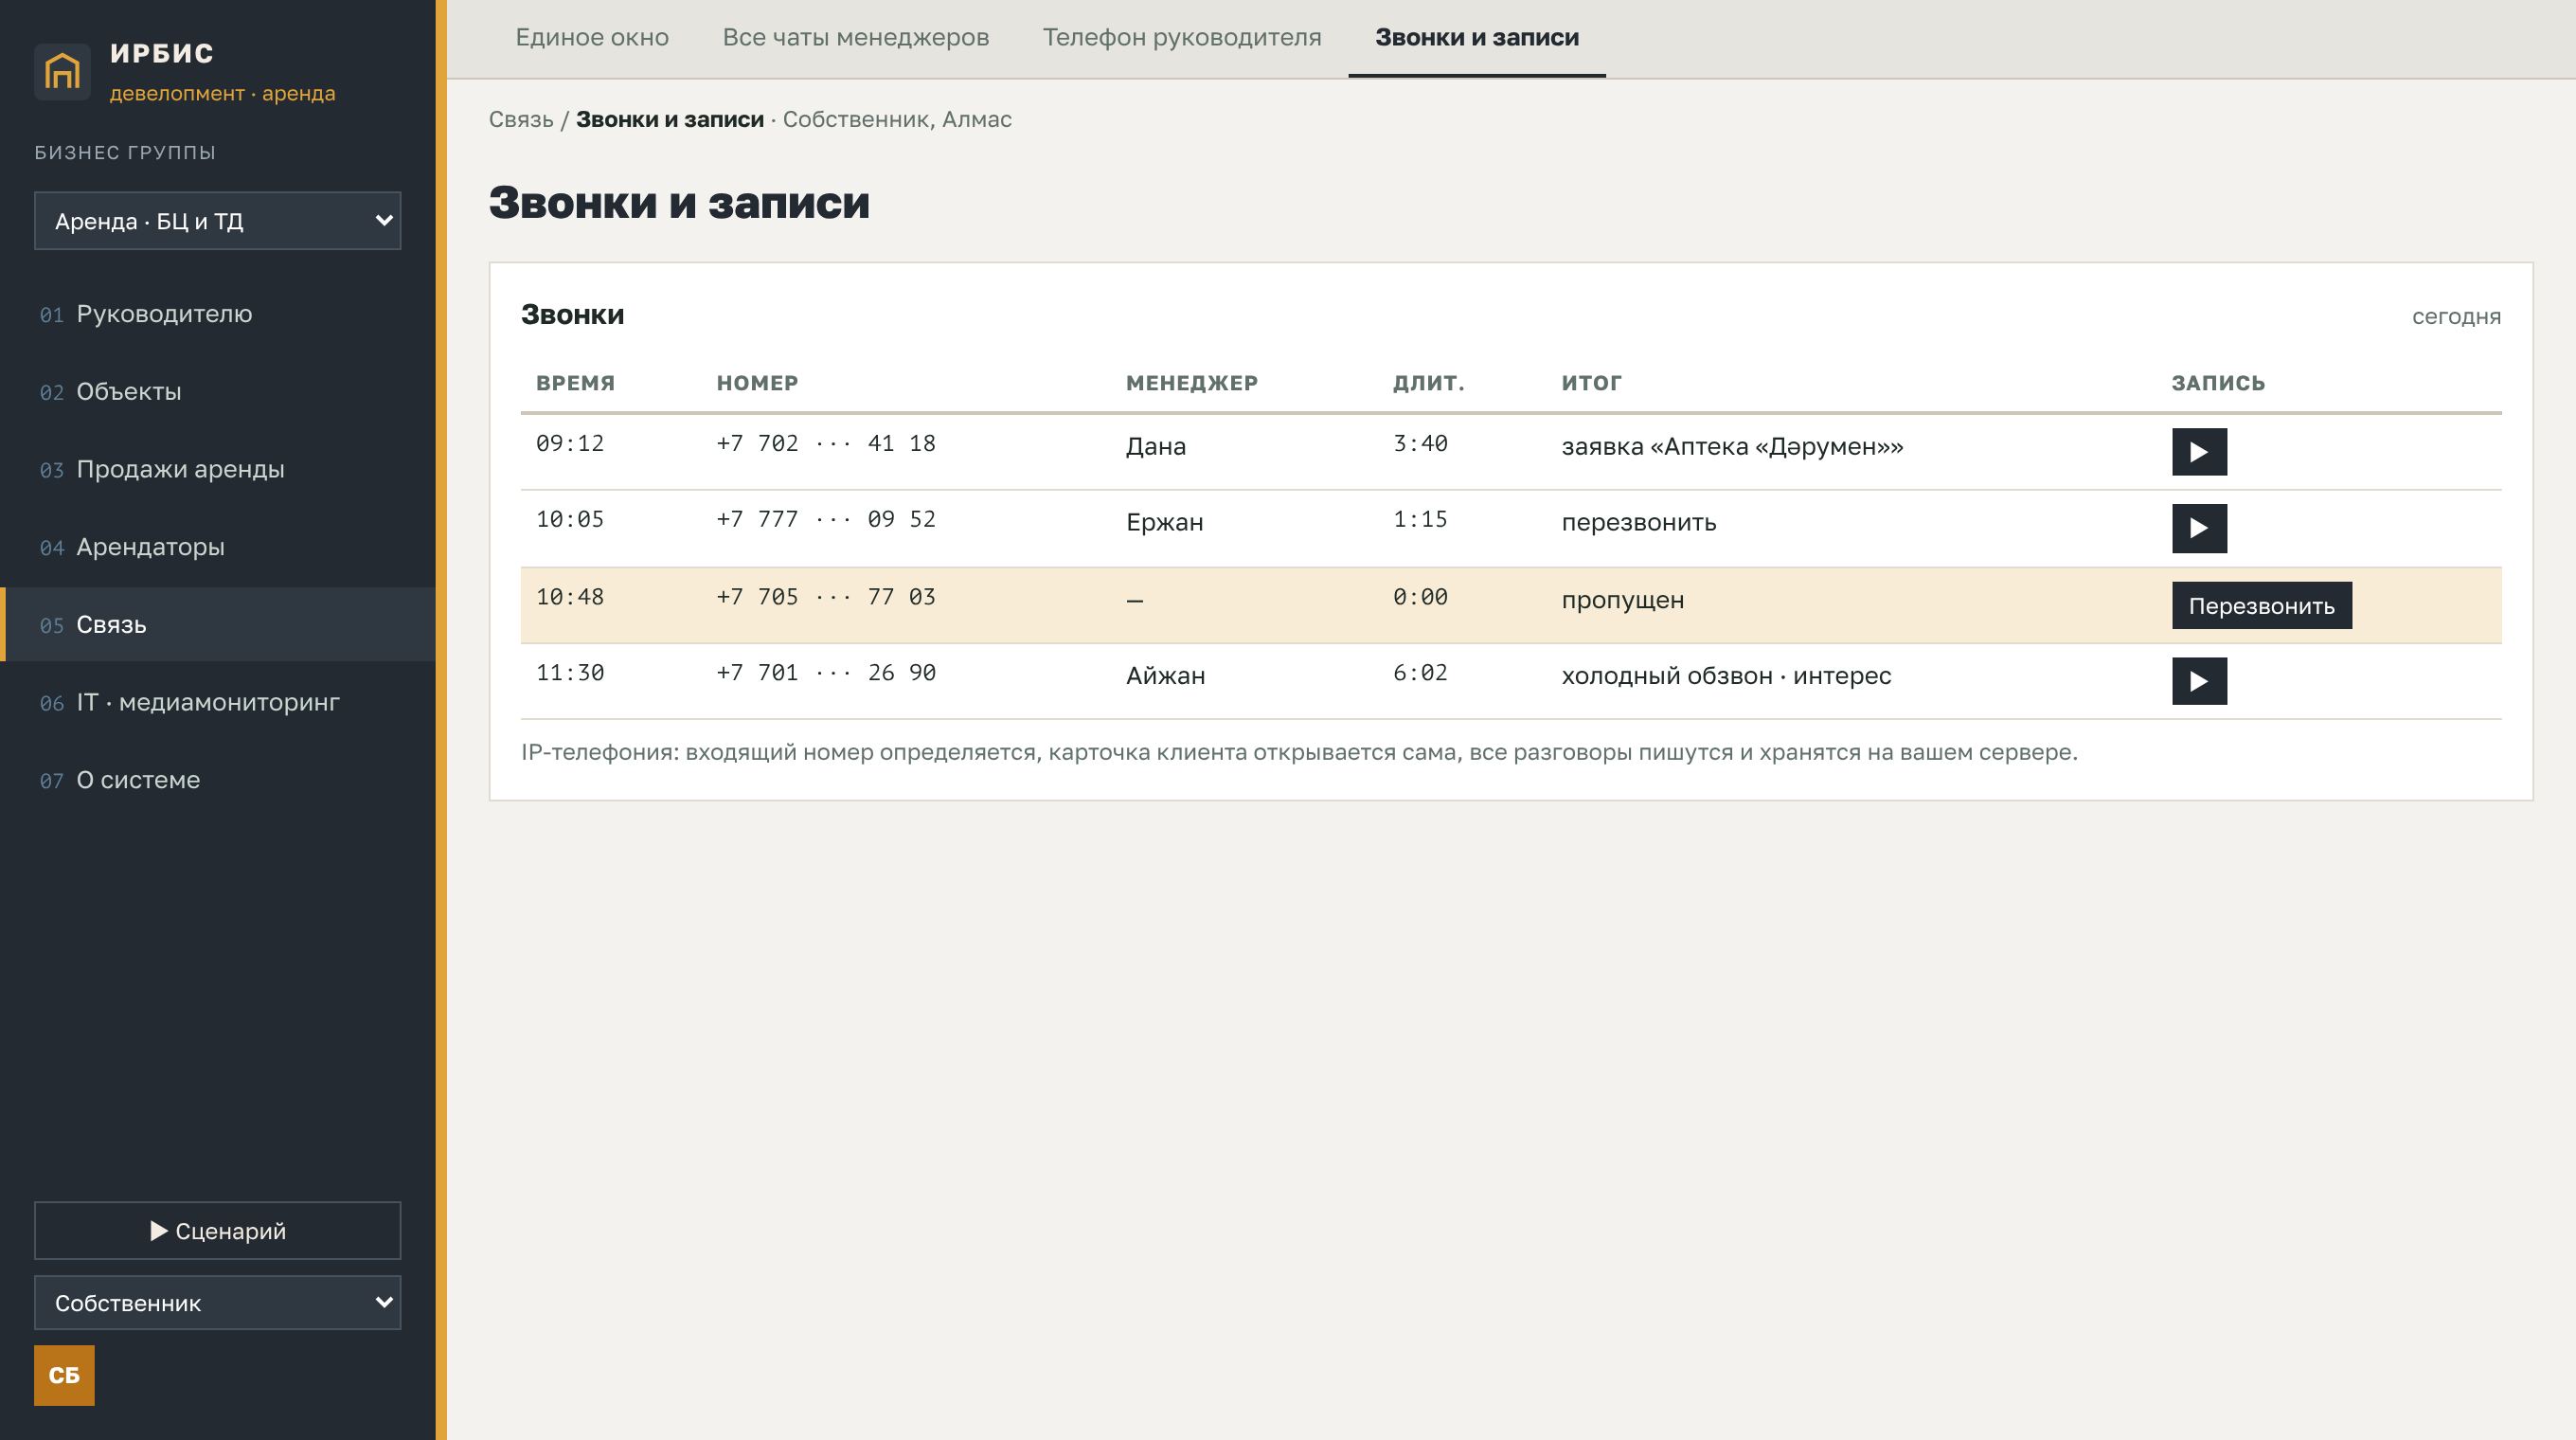 ИРБИС
девелопмент · аренда
БИЗНЕС ГРУППЫ
Аренда · БЦ и ТД
01 Руководителю
02 Объекты
03 Продажи аренды
04 Арендаторы
05 Связь
06 IT · медиамониторинг
07 О системе
▶ Сценарий
Собственник
СБ
Единое окно Все чаты менеджеров Телефон руководителя Звонки и записи
Связь / Звонки и записи · Собственник, Алмас
Звонки и записи
Звонки сегодня
ВРЕМЯ НОМЕР МЕНЕДЖЕР ДЛИТ. ИТОГ ЗАПИСЬ
09:12 +7 702 ··· 41 18 Дана 3:40 заявка «Аптека «Дәрумен»» ▶
10:05 +7 777 ··· 09 52 Ержан 1:15 перезвонить ▶
10:48 +7 705 ··· 77 03 — 0:00 пропущен Перезвонить
11:30 +7 701 ··· 26 90 Айжан 6:02 холодный обзвон · интерес ▶
IP-телефония: входящий номер определяется, карточка клиента открывается сама, все разговоры пишутся и хранятся на вашем сервере.